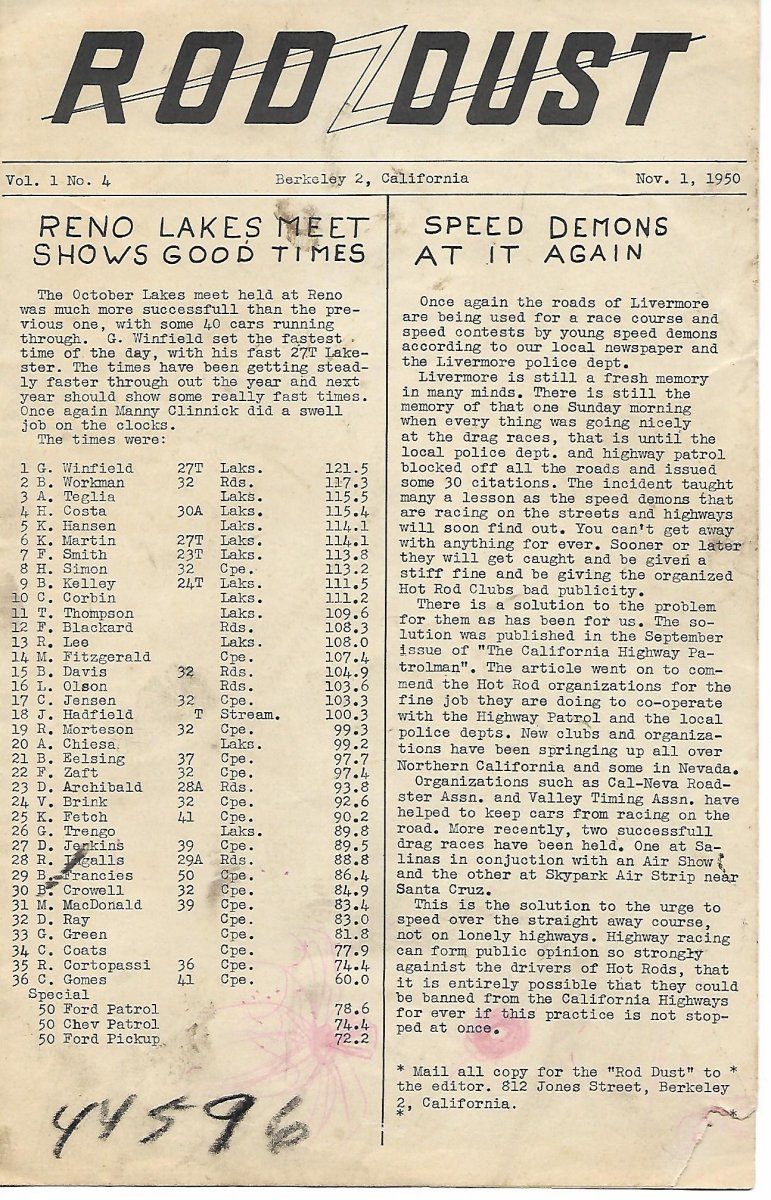 ROD DUST
Vol. 1 No. 4 Berkeley 2, California Nov. 1, 1950
RENO LAKES MEET
SHOWS GOOD TIMES
The October Lakes meet held at Reno
was much more successfull than the pre-
vious one, with some 40 cars running
through. G. Winfield set the fastest
time of the day, with his fast 27T Lake-
ster. The times have been getting stead-
ly faster through out the year and next
year should show some really fast times.
Once again Manny Clinnick did a swell
job on the clocks.
The times were:
1 G. Winfield 27T Laks. 121.5
2 B. Workman 32 Rds. 117.3
3 A. Teglia Laks. 115.5
4 H. Costa 30A Laks. 115.4
5 K. Hansen Laks. 114.1
6 K. Martin 27T Laks. 114.1
7 F. Smith 23T Laks. 113.8
8 H. Simon 32 Cpe. 113.2
9 B. Kelley 24T Laks. 111.5
10 C. Corbin Laks. 111.2
11 T. Thompson Laks. 109.6
12 F. Blackard Rds. 108.3
13 R. Lee Laks. 108.0
14 M. Fitzgerald Cpe. 107.4
15 B. Davis 32 Rds. 104.9
16 L. Olson Rds. 103.6
17 C. Jensen 32 Cpe. 103.3
18 J. Hadfield T Stream. 100.3
19 R. Morteson 32 Cpe. 99.3
20 A. Chiesa Laks. 99.2
21 B. Eelsing 37 Cpe. 97.7
22 F. Zaft 32 Cpe. 97.4
23 D. Archibald 28A Rds. 93.8
24 V. Brink 32 Cpe. 92.6
25 K. Fetch 41 Cpe. 90.2
26 G. Trengo Laks. 89.8
27 D. Jerkins 39 Cpe. 89.5
28 R. Ingalls 29A Rds. 88.8
29 B. Francies 50 Cpe. 86.4
30 B. Crowell 32 Cpe. 84.9
31 M. MacDonald 39 Cpe. 83.4
32 D. Ray Cpe. 83.0
33 G. Green Cpe. 81.8
34 C. Coats Cpe. 77.9
35 R. Cortopassi 36 Cpe. 74.4
36 C. Gomes 41 Cpe. 60.0
Special
50 Ford Patrol 78.6
50 Chev Patrol 74.4
50 Ford Pickup 72.2
44596
SPEED DEMONS
AT IT AGAIN
Once again the roads of Livermore
are being used for a race course and
speed contests by young speed demons
according to our local newspaper and
the Livermore police dept.
Livermore is still a fresh memory
in many minds. There is still the
memory of that one Sunday morning
when every thing was going nicely
at the drag races, that is until the
local police dept. and highway patrol
blocked off all the roads and issued
some 30 citations. The incident taught
many a lesson as the speed demons that
are racing on the streets and highways
will soon find out. You can't get away
with anything for ever. Sooner or later
they will get caught and be given a
stiff fine and be giving the organized
Hot Rod Clubs bad publicity.
There is a solution to the problem
for them as has been for us. The so-
lution was published in the September
issue of "The California Highway Pa-
trolman". The article went on to com-
mend the Hot Rod organizations for the
fine job they are doing to co-operate
with the Highway Patrol and the local
police depts. New clubs and organiza-
tions have been springing up all over
Northern California and some in Nevada.
Organizations such as Cal-Neva Road-
ster Assn. and Valley Timing Assn. have
helped to keep cars from racing on the
road. More recently, two successfull
drag races have been held. One at Sa-
linas in conjuction with an Air Show
and the other at Skypark Air Strip near
Santa Cruz.
This is the solution to the urge to
speed over the straight away course,
not on lonely highways. Highway racing
can form public opinion so strongly
againist the drivers of Hot Rods, that
it is entirely possible that they could
be banned from the California Highways
for ever if this practice is not stop-
ped at once.
* Mail all copy for the "Rod Dust" to *
the editor. 812 Jones Street, Berkeley
2, California.
* *